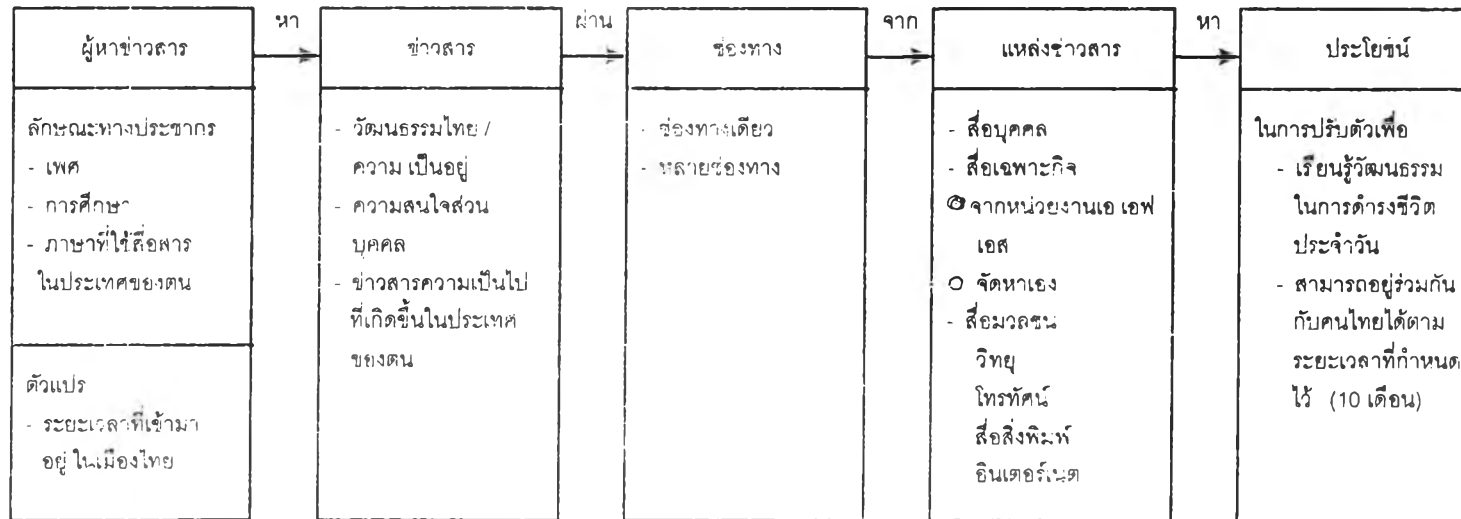 ผู้หาข่าวสาร
หา
ข่าวสาร
ผ่าน
ช่องทาง
จาก
แหล่งข่าวสาร
หา
ประโยชน์
ลักษณะทางประชากร
- เพศ
- การศึกษา
- ภาษาที่ใช้สื่อสาร
ในประเทศของตน
ตัวแปร
- ระยะเวลาที่เข้ามา
อยู่ ในเมืองไทย
- วัฒนธรรมไทย /
ความ เป็นอยู่
- ความสนใจส่วน
บุคคล
- ข่าวสารความเป็นไป
ที่เกิดขึ้นในประเทศ
ของตน
- ช่องทางเดียว
- หลายช่องทาง
- สื่อบุคคล
- สื่อเฉพาะกิจ
จากหน่วยงานเอ เอฟ
เอส
จัดหาเอง
- สื่อมวลชน
วิทยุ
โทรทัศน์
สื่อสิ่งพิมพ์
อินเตอร์เนต
ในการปรับตัวเพื่อ
- เรียนรู้วัฒนธรรม
ในการดำรงชีวิต
ประจำวัน
- สามารถอยู่ร่วมกัน
กับคนไทยได้ตาม
ระยะเวลาที่กำหนด
ไว้ (10 เดือน)